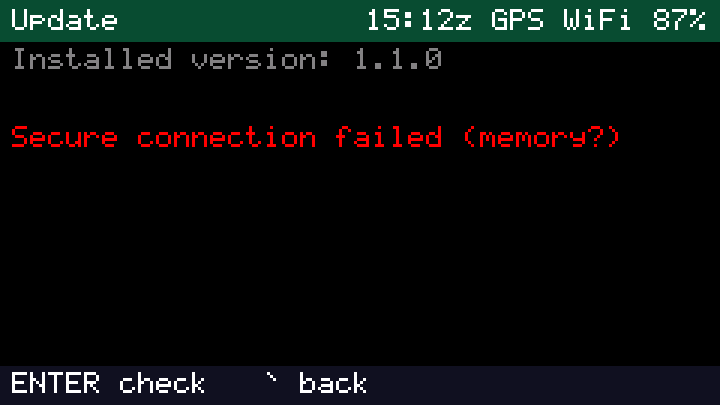 Update 15:12z GPS WiFi 87%
Installed version: 1.1.0
Secure connection failed (memory?)
ENTER check ` back